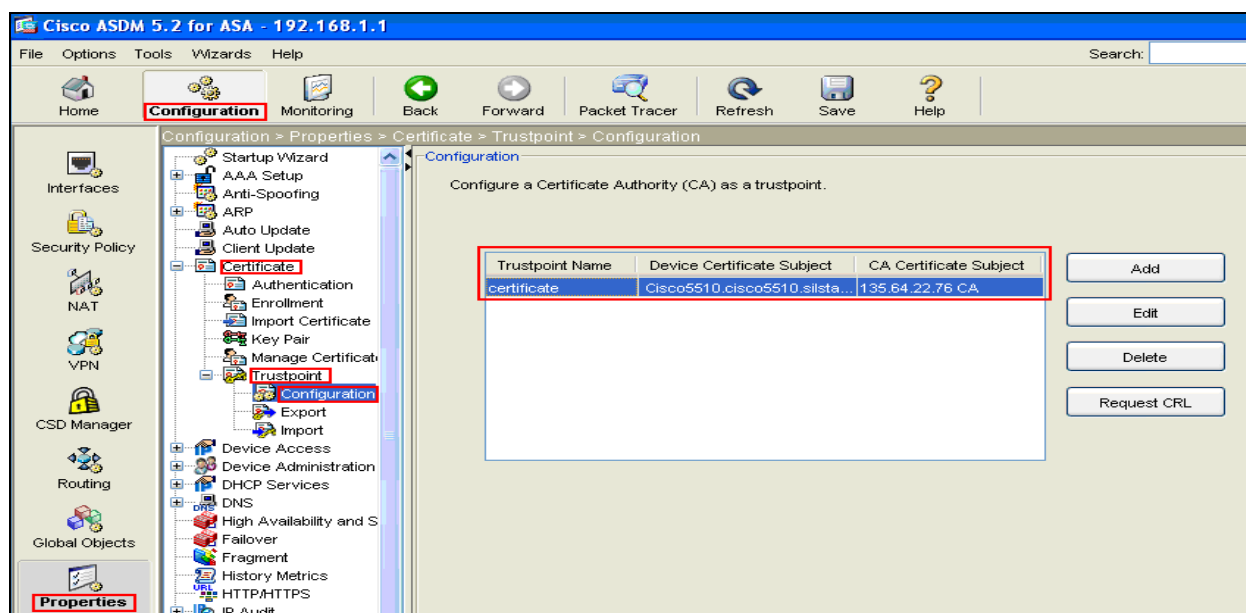 Cisco ASDM 5.2 for ASA - 192.168.1.1
File Options Tools Wizards Help Search:
Home Configuration Monitoring Back Forward Packet Tracer Refresh Save Help
Configuration > Properties > Certificate > Trustpoint > Configuration
Interfaces
Security Policy
NAT
VPN
CSD Manager
Routing
Global Objects
Properties
Startup Wizard
AAA Setup
Anti-Spoofing
ARP
Auto Update
Client Update
Certificate
Authentication
Enrollment
Import Certificate
Key Pair
Manage Certificat
Trustpoint
Configuration
Export
Import
Device Access
Device Administration
DHCP Services
DNS
DNS
High Availability and S
Failover
Fragment
History Metrics
URL
HTTP/HTTPS
IP Audit
Configuration
Configure a Certificate Authority (CA) as a trustpoint.
Trustpoint Name Device Certificate Subject CA Certificate Subject
certificate Cisco5510.cisco5510.silsta... 135.64.22.76 CA
Add
Edit
Delete
Request CRL